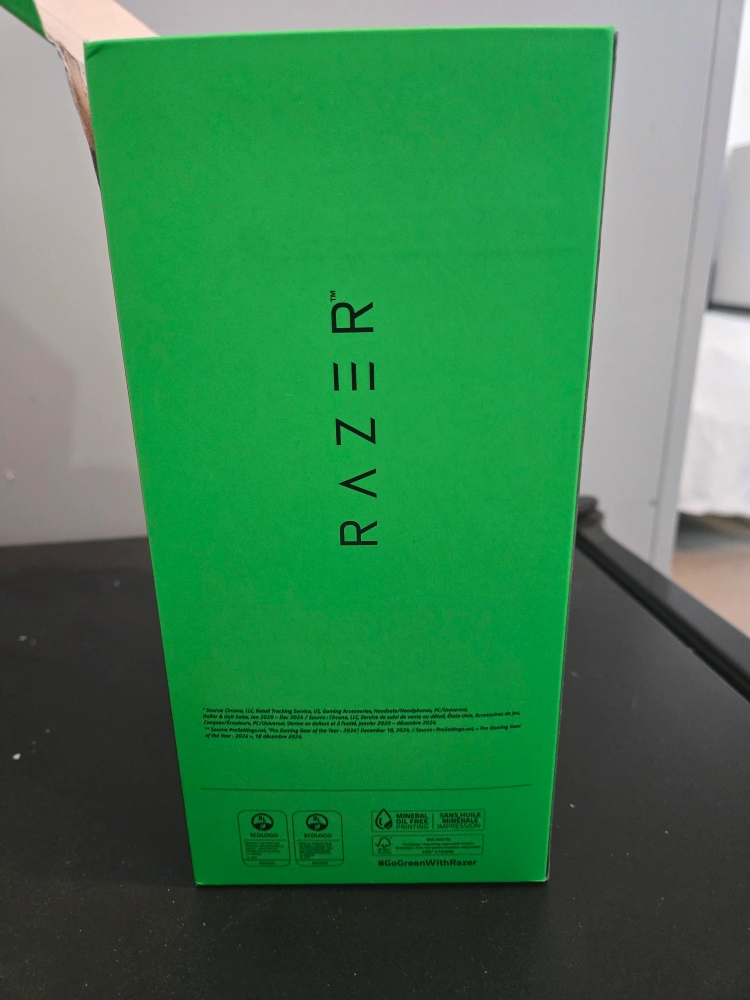 RAZER™
* Source Circana, LLC, Retail Tracking Service, US, Gaming Accessories, Headsets/Headphones, PC/Universal,
Dollar & Unit Sales, Jan 2020 – Dec 2024 / Source : Circana, LLC, Service de suivi de vente au détail, États-Unis, Accessoires de jeu,
Casques/Écouteurs, PC/Universel, Ventes en dollars et à l'unité, janvier 2020 – décembre 2024
** Source ProSettings.net, "Pro Gaming Gear of the Year - 2024", December 18, 2024. / Source : ProSettings.net, « Pro Gaming Gear
of the Year - 2024 », 18 décembre 2024.
UL
ECOLOGO
UL
ECOLOGO
MINERAL
OIL FREE
PRINTING
SANS HUILE
MINÉRALE
IMPRESSION
FSC
#GoGreenWithRazer